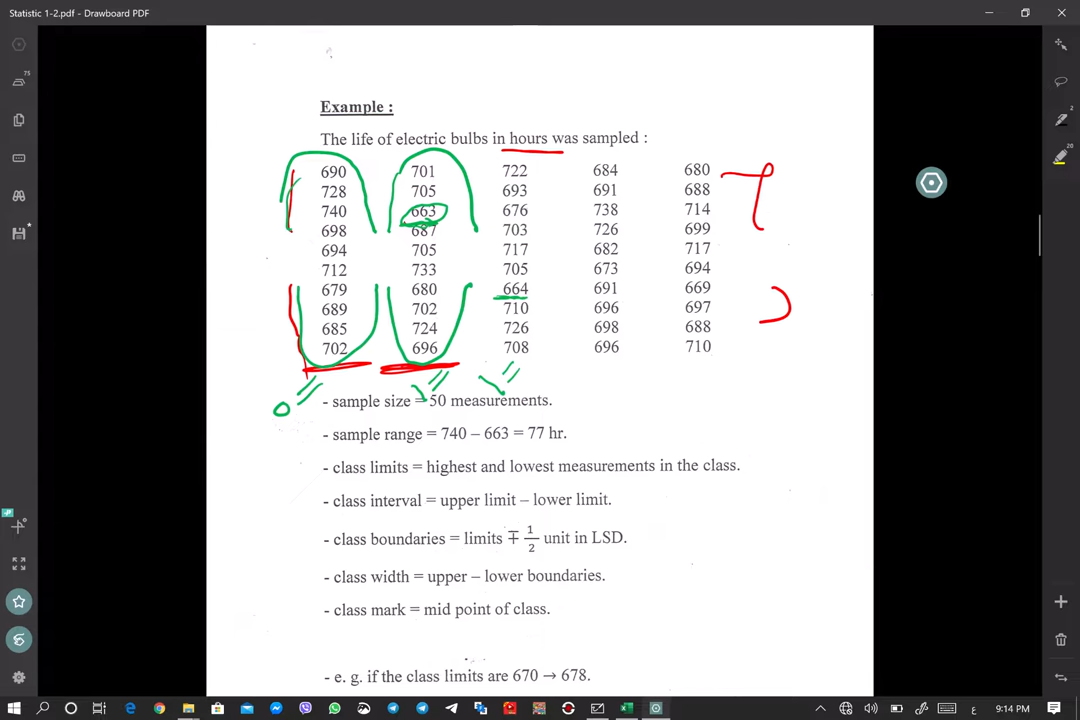 Statistic 1-2.pdf - Drawboard PDF
Example :
The life of electric bulbs in hours was sampled :
690 701 722 684 680
728 705 693 691 688
740 663 676 738 714
698 687 703 726 699
694 705 717 682 717
712 733 705 673 694
679 680 664 691 669
689 702 710 696 697
685 724 726 698 688
702 696 708 696 710
- sample size = 50 measurements.
- sample range = 740 – 663 = 77 hr.
- class limits = highest and lowest measurements in the class.
- class interval = upper limit – lower limit.
- class boundaries = limits ∓ 1/2 unit in LSD.
- class width = upper – lower boundaries.
- class mark = mid point of class.
- e. g. if the class limits are 670 → 678.
75
20
9:14 PM